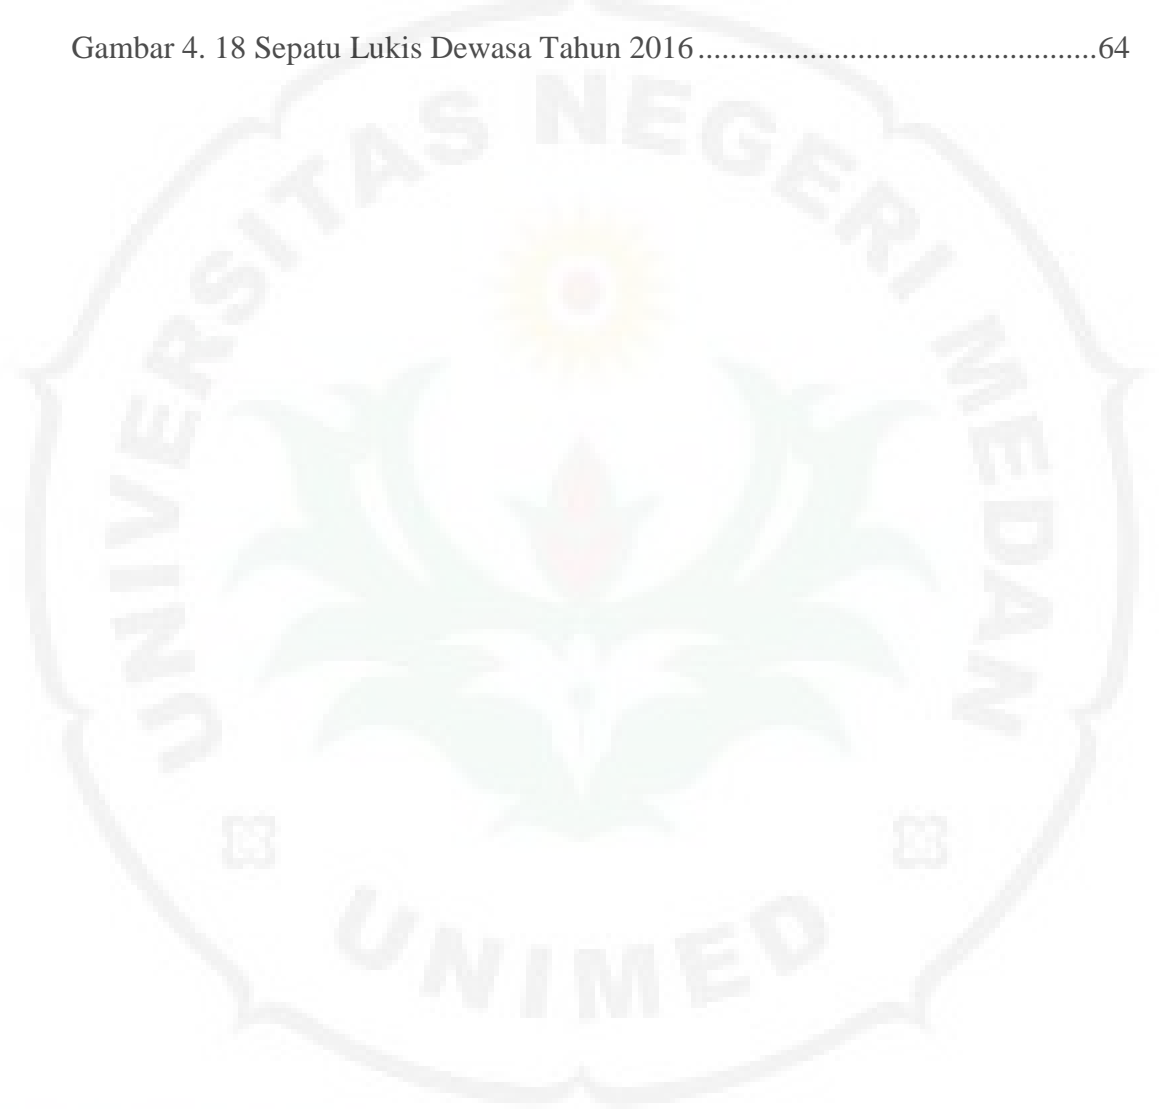 Gambar 4. 18 Sepatu Lukis Dewasa Tahun 2016..................................................64
UNIVERSITAS NEGERI MEDAN
UNIMED